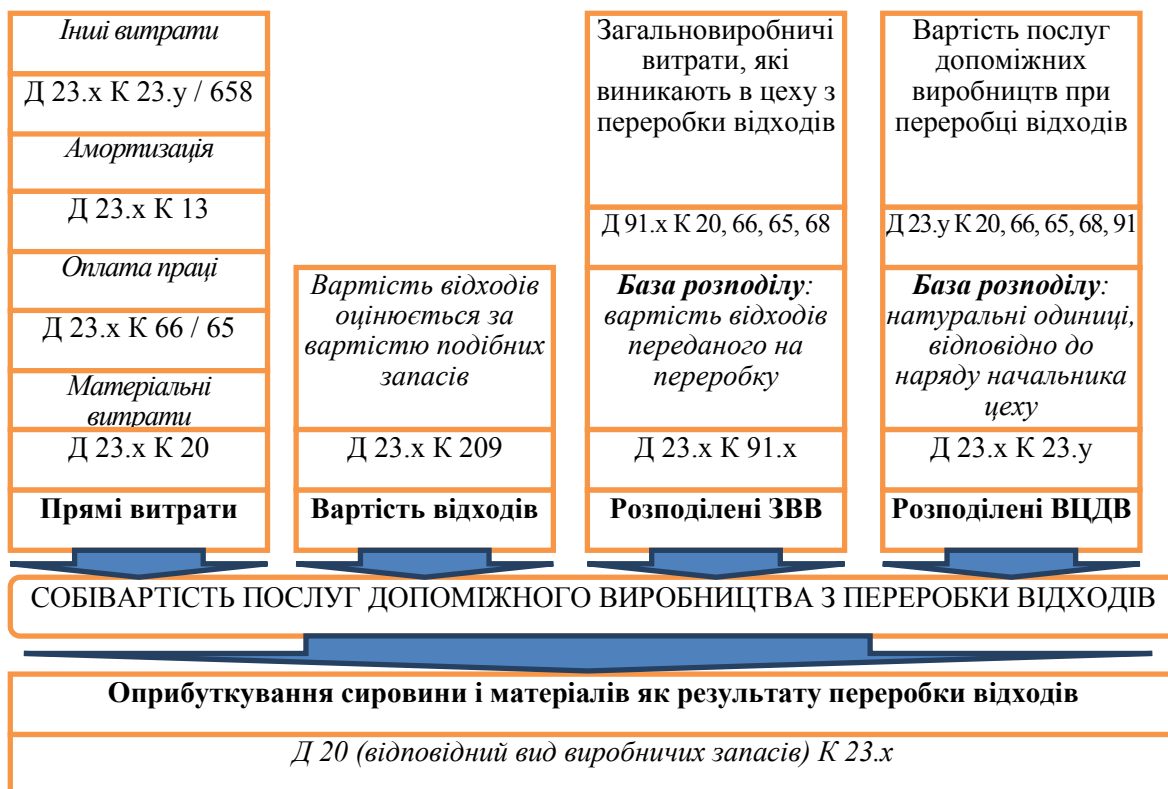 Інші витрати
Д 23.х К 23.у / 658
Амортизація
Д 23.х К 13
Оплата праці
Д 23.х К 66 / 65
Матеріальні
витрати
Д 23.х К 20
Прямі витрати
Вартість відходів
оцінюється за
вартістю подібних
запасів
Д 23.х К 209
Вартість відходів
Загальновиробничі
витрати, які
виникають в цеху з
переробки відходів
Д 91.х К 20, 66, 65, 68
База розподілу:
вартість відходів
переданого на
переробку
Д 23.х К 91.х
Розподілені ЗВВ
Вартість послуг
допоміжних
виробництв при
переробці відходів
Д 23.у К 20, 66, 65, 68, 91
База розподілу:
натуральні одиниці,
відповідно до
наряду начальника
цеху
Д 23.х К 23.у
Розподілені ВЦДВ
СОБІВАРТІСТЬ ПОСЛУГ ДОПОМІЖНОГО ВИРОБНИЦТВА З ПЕРЕРОБКИ ВІДХОДІВ
Оприбуткування сировини і матеріалів як результату переробки відходів
Д 20 (відповідний вид виробничих запасів) К 23.х